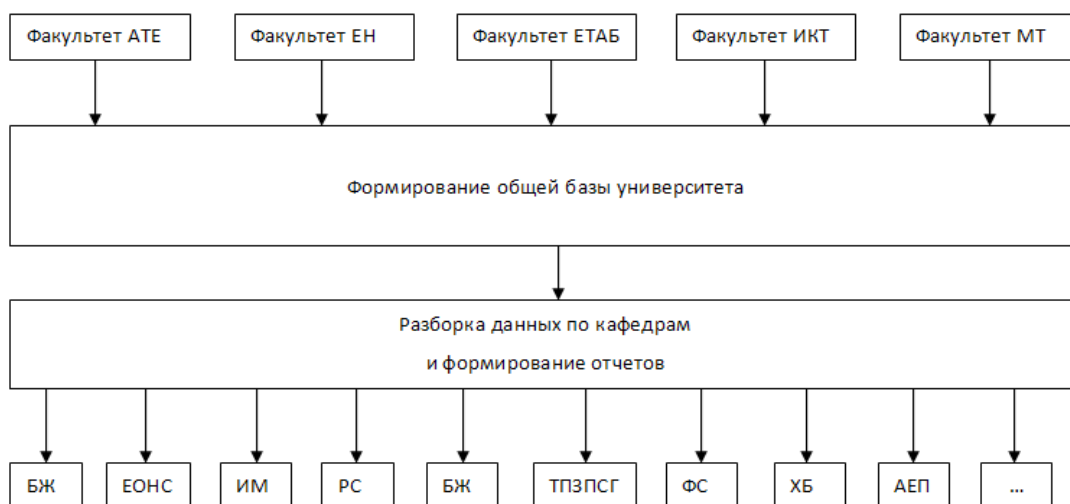 Факультет АТЕ
Факультет ЕН
Факультет ЕТАБ
Факультет ИКТ
Факультет МТ
Формирование общей базы университета
Разборка данных по кафедрам
и формирование отчетов
БЖ
ЕОНС
ИМ
РС
БЖ
ТПЗПСГ
ФС
ХБ
АЕП
...